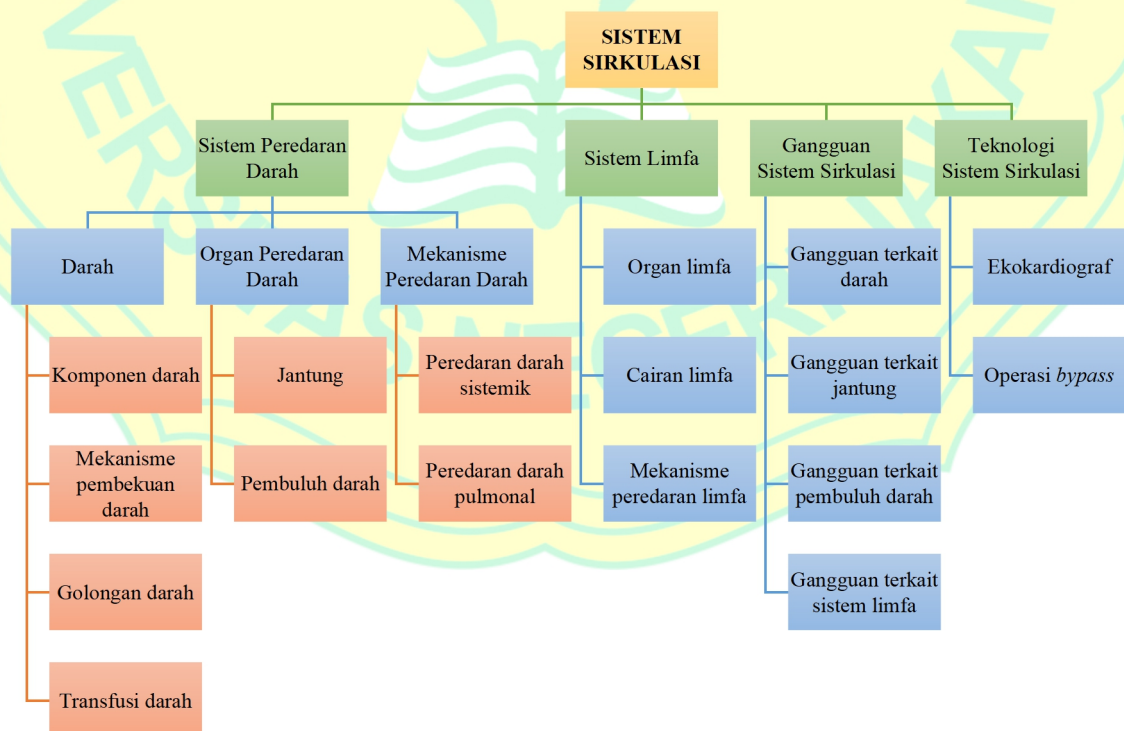 SISTEM
SIRKULASI
Sistem Peredaran
Darah
Sistem Limfa
Gangguan
Sistem Sirkulasi
Teknologi
Sistem Sirkulasi
Darah
Organ Peredaran
Darah
Mekanisme
Peredaran Darah
Organ limfa
Gangguan terkait
darah
Ekokardiograf
Komponen darah
Jantung
Peredaran darah
sistemik
Cairan limfa
Gangguan terkait
jantung
Operasi bypass
Mekanisme
pembekuan
darah
Pembuluh darah
Peredaran darah
pulmonal
Mekanisme
peredaran limfa
Gangguan terkait
pembuluh darah
Golongan darah
Gangguan terkait
sistem limfa
Transfusi darah